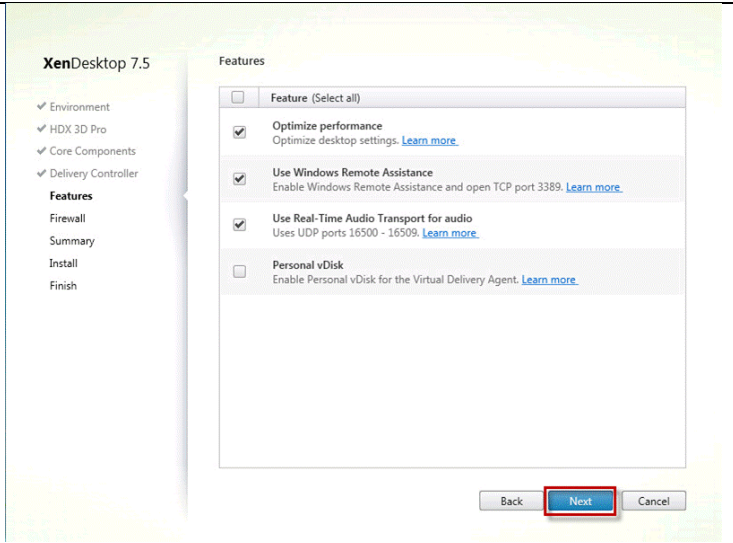 XenDesktop 7.5
Environment
HDX 3D Pro
Core Components
Delivery Controller
Features
Firewall
Summary
Install
Finish
Features
Feature (Select all)
Optimize performance
Optimize desktop settings. Learn more
Use Windows Remote Assistance
Enable Windows Remote Assistance and open TCP port 3389. Learn more
Use Real-Time Audio Transport for audio
Uses UDP ports 16500 - 16509. Learn more
Personal vDisk
Enable Personal vDisk for the Virtual Delivery Agent. Learn more
Back Next Cancel